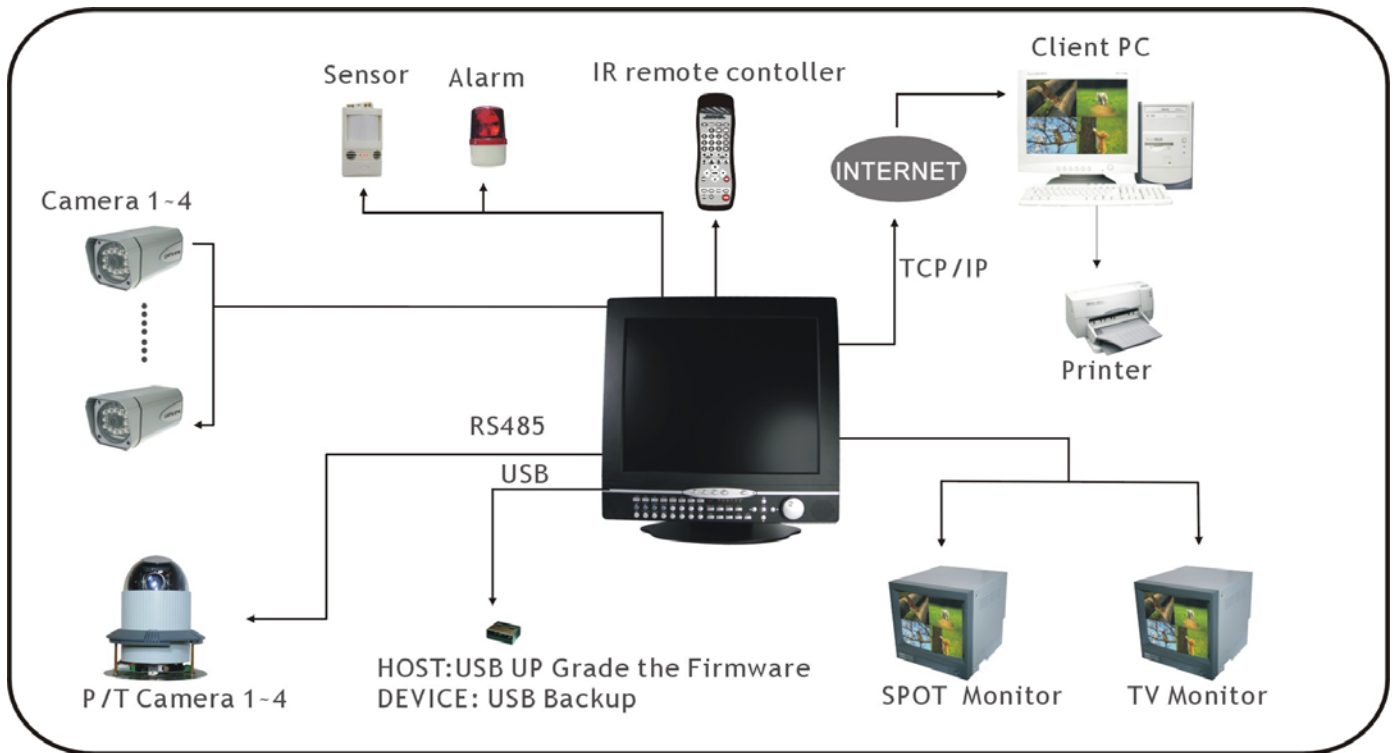 Client PC
IR remote contoller
Sensor
Alarm
INTERNET
Camera 1~4
TCP/IP
Printer
RS485
USB
HOST:USB UP Grade the Firmware
DEVICE: USB Backup
P/T Camera 1~4
SPOT Monitor
TV Monitor